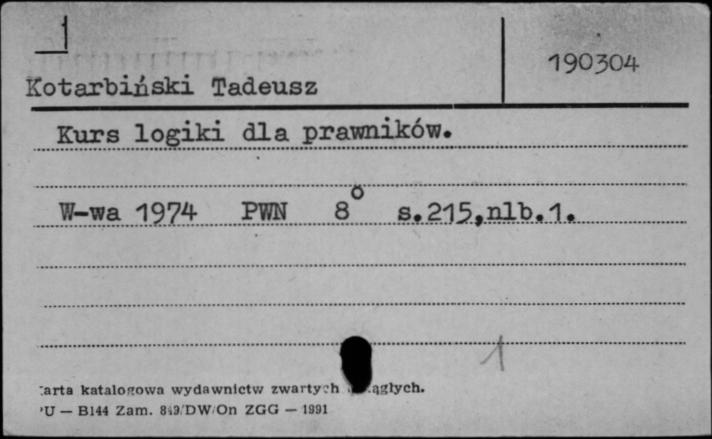 1
190304
Kotarbiński Tadeusz
Kurs logiki dla prawników.
W-wa 1974 PWN 8° s.215,nlb.1.
1
arta katalogowa wydawnictw zwartych ągłych.
U — B144 Zam. 849/DW/On ZGG — 1991